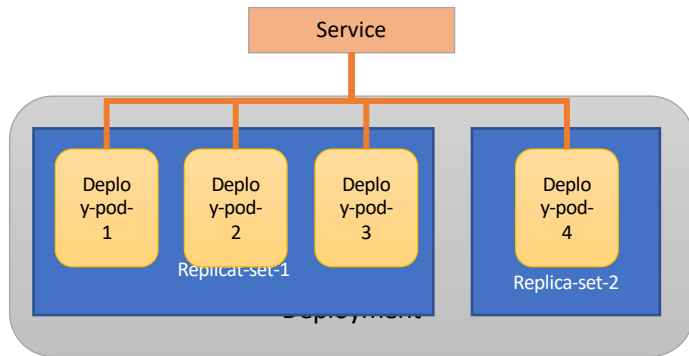 Service
Deplo
y-pod-
1
Deplo
y-pod-
2
Deplo
y-pod-
3
Deplo
y-pod-
4
Replicat-set-1
Replica-set-2
Deployment